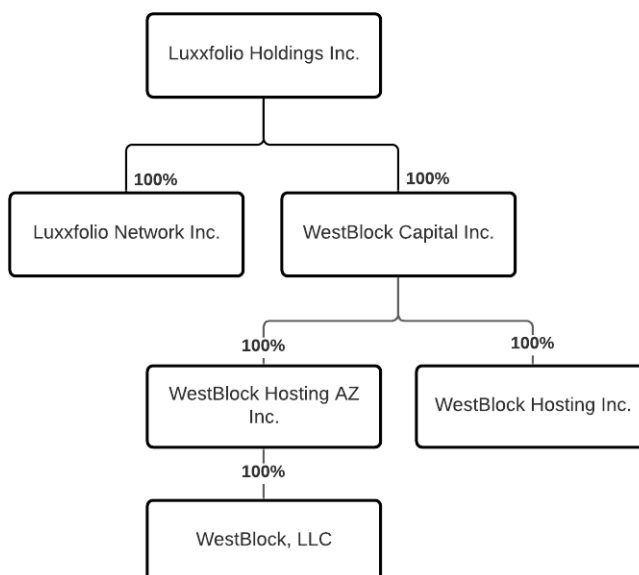 Luxxfolio Holdings Inc.
100%
100%
Luxxfolio Network Inc.
WestBlock Capital Inc.
100%
100%
WestBlock Hosting AZ
Inc.
WestBlock Hosting Inc.
100%
WestBlock, LLC